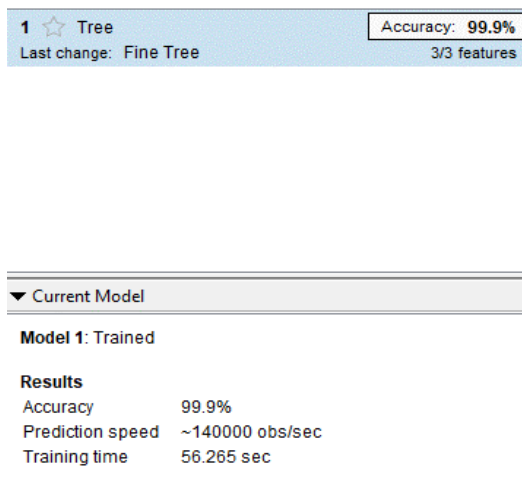 1 Tree Accuracy: 99.9%
Last change: Fine Tree 3/3 features
Current Model
Model 1: Trained
Results
Accuracy 99.9%
Prediction speed ~140000 obs/sec
Training time 56.265 sec